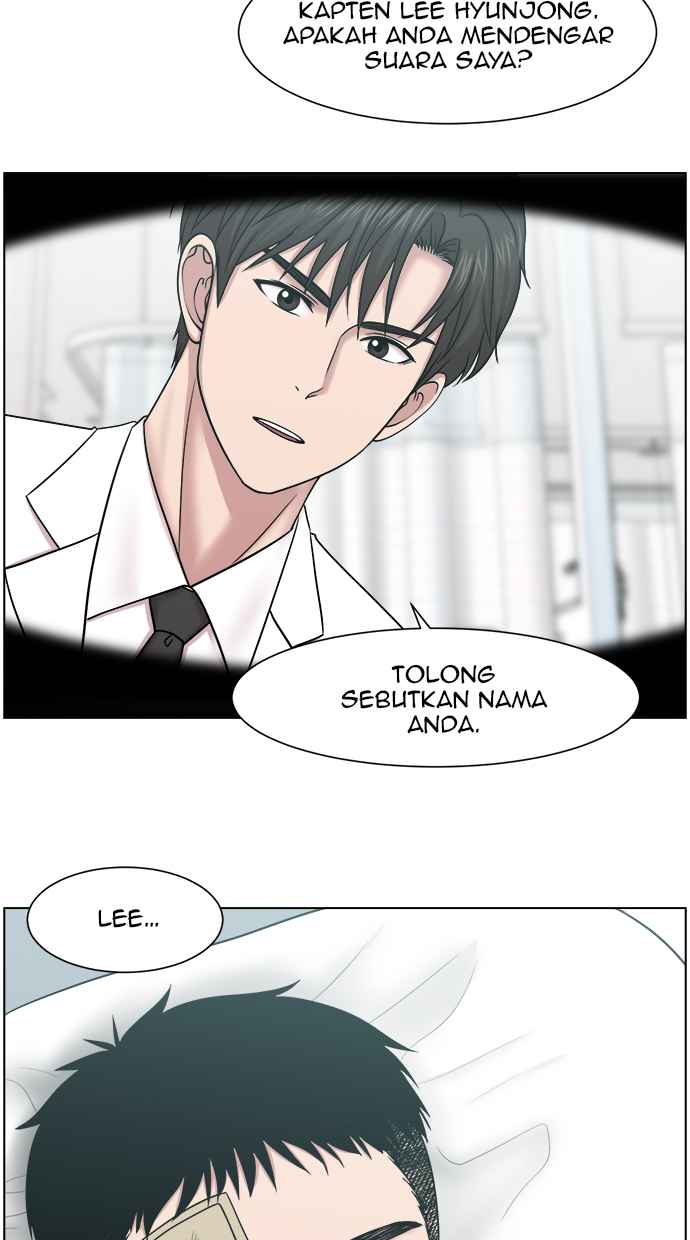 KAPTEN LEE HYUNJONG.
APAKAH ANDA MENDENGAR
SUARA SAYA?
TOLONG
SEBUTKAN NAMA
ANDA.
LEE...